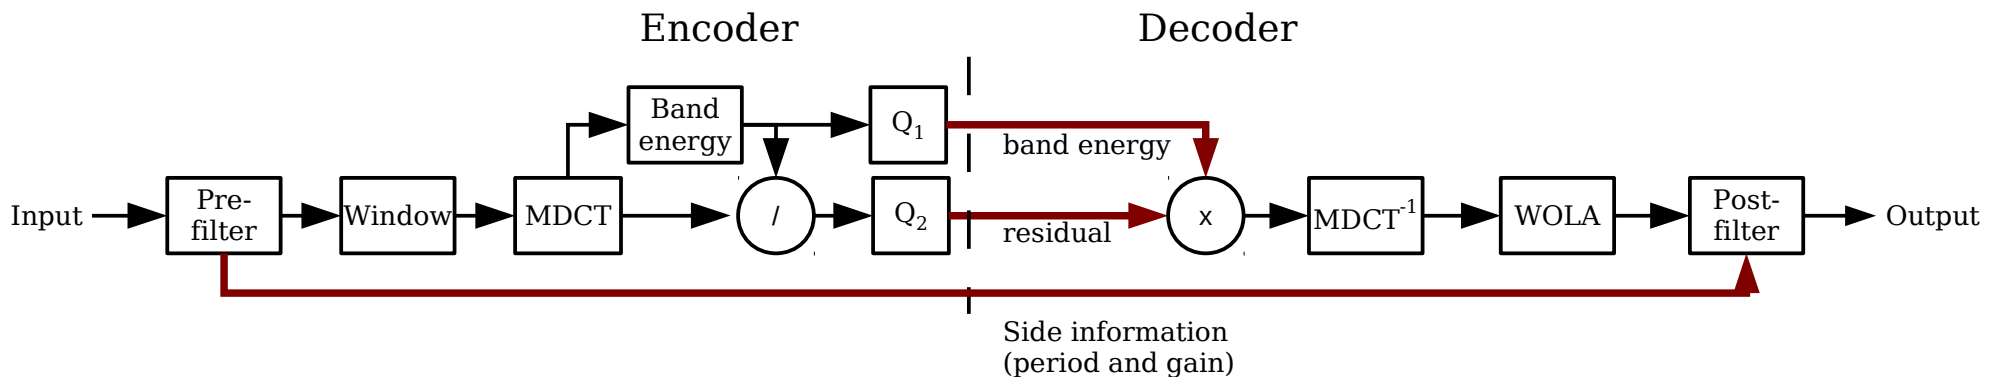 Encoder
Decoder
Band
energy
Q1
band energy
Input
Pre-
filter
Window
MDCT
/
Q2
residual
x
MDCT-1
WOLA
Post-
filter
Output
Side information
(period and gain)